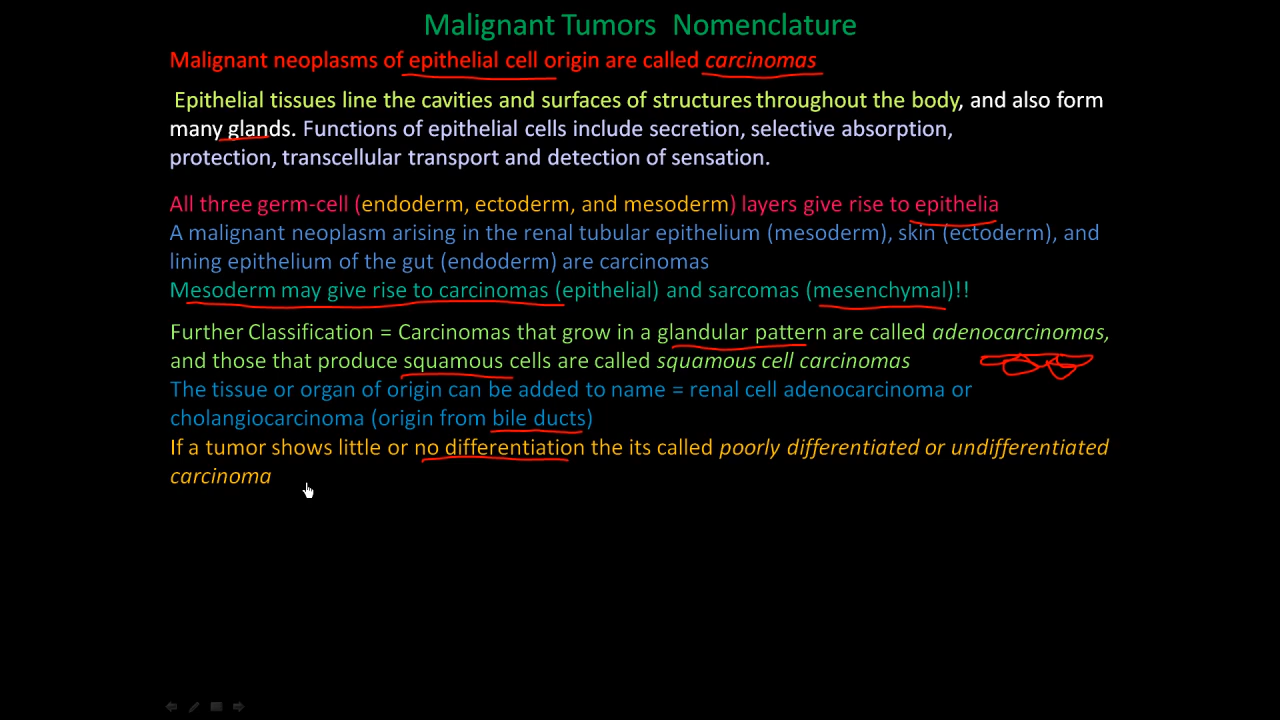 Malignant Tumors Nomenclature
Malignant neoplasms of epithelial cell origin are called carcinomas
Epithelial tissues line the cavities and surfaces of structures throughout the body, and also form
many glands. Functions of epithelial cells include secretion, selective absorption,
protection, transcellular transport and detection of sensation.
All three germ-cell (endoderm, ectoderm, and mesoderm) layers give rise to epithelia
A malignant neoplasm arising in the renal tubular epithelium (mesoderm), skin (ectoderm), and
lining epithelium of the gut (endoderm) are carcinomas
Mesoderm may give rise to carcinomas (epithelial) and sarcomas (mesenchymal)!!
Further Classification = Carcinomas that grow in a glandular pattern are called adenocarcinomas,
and those that produce squamous cells are called squamous cell carcinomas
The tissue or organ of origin can be added to name = renal cell adenocarcinoma or
cholangiocarcinoma (origin from bile ducts)
If a tumor shows little or no differentiation the its called poorly differentiated or undifferentiated
carcinoma